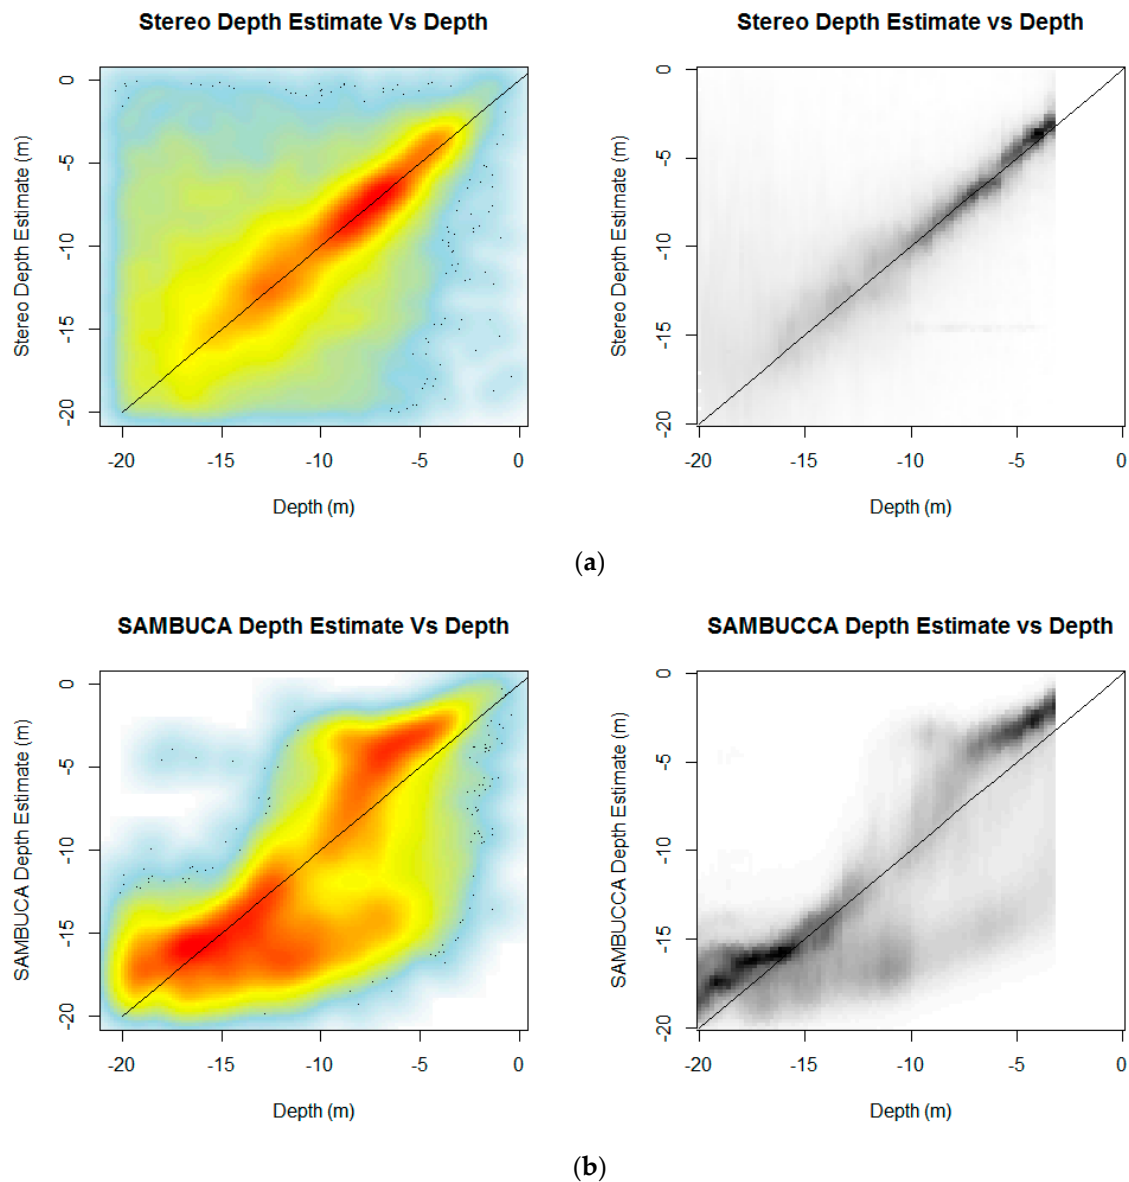 Stereo Depth Estimate Vs Depth
Stereo Depth Estimate vs Depth
Stereo Depth Estimate (m)
0
-5
-10
-15
-20
-20
-15
-10
-5
0
Depth (m)
Stereo Depth Estimate (m)
0
-5
-10
-15
-20
-20
-15
-10
-5
0
Depth (m)
(a)
SAMBUCA Depth Estimate Vs Depth
SAMBUCCA Depth Estimate vs Depth
SAMBUCA Depth Estimate (m)
0
-5
-10
-15
-20
-20
-15
-10
-5
0
Depth (m)
SAMBUCCA Depth Estimate (m)
0
-5
-10
-15
-20
-20
-15
-10
-5
0
Depth (m)
(b)